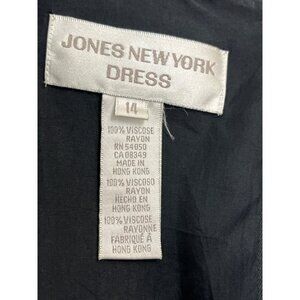 JONES NEW YORK
DRESS
14
100% VISCOSE
RAYON
RN 54050
CA 08349
MADE IN
HONG KONG
100% VISCOSO
RAYON
HECHO EN
HONG KONG
100% VISCOSE
RAYONNE
FABRIQUÉ À
HONG KONG